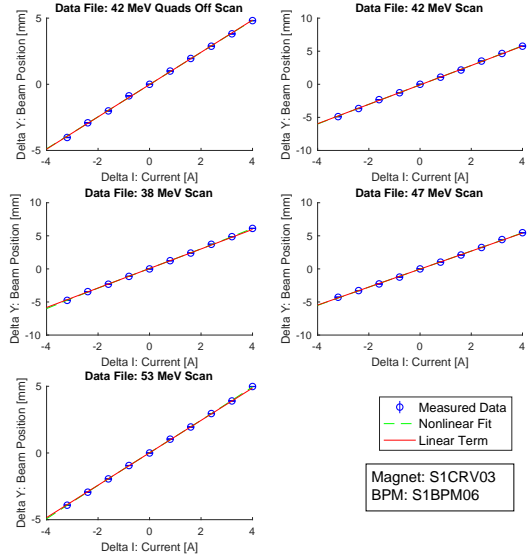 Data File: 42 MeV Quads Off Scan
5
0
-5
Delta Y: Beam Position [mm]
-4 -2 0 2 4
Delta I: Current [A]
Data File: 42 MeV Scan
10
5
0
-5
-10
Delta Y: Beam Position [mm]
-4 -2 0 2 4
Delta I: Current [A]
Data File: 38 MeV Scan
10
5
0
-5
-10
Delta Y: Beam Position [mm]
-4 -2 0 2 4
Delta I: Current [A]
Data File: 47 MeV Scan
10
5
0
-5
-10
Delta Y: Beam Position [mm]
-4 -2 0 2 4
Delta I: Current [A]
Data File: 53 MeV Scan
5
0
-5
Delta Y: Beam Position [mm]
-4 -2 0 2 4
Delta I: Current [A]
Measured Data
Nonlinear Fit
Linear Term
Magnet: S1CRV03
BPM: S1BPM06